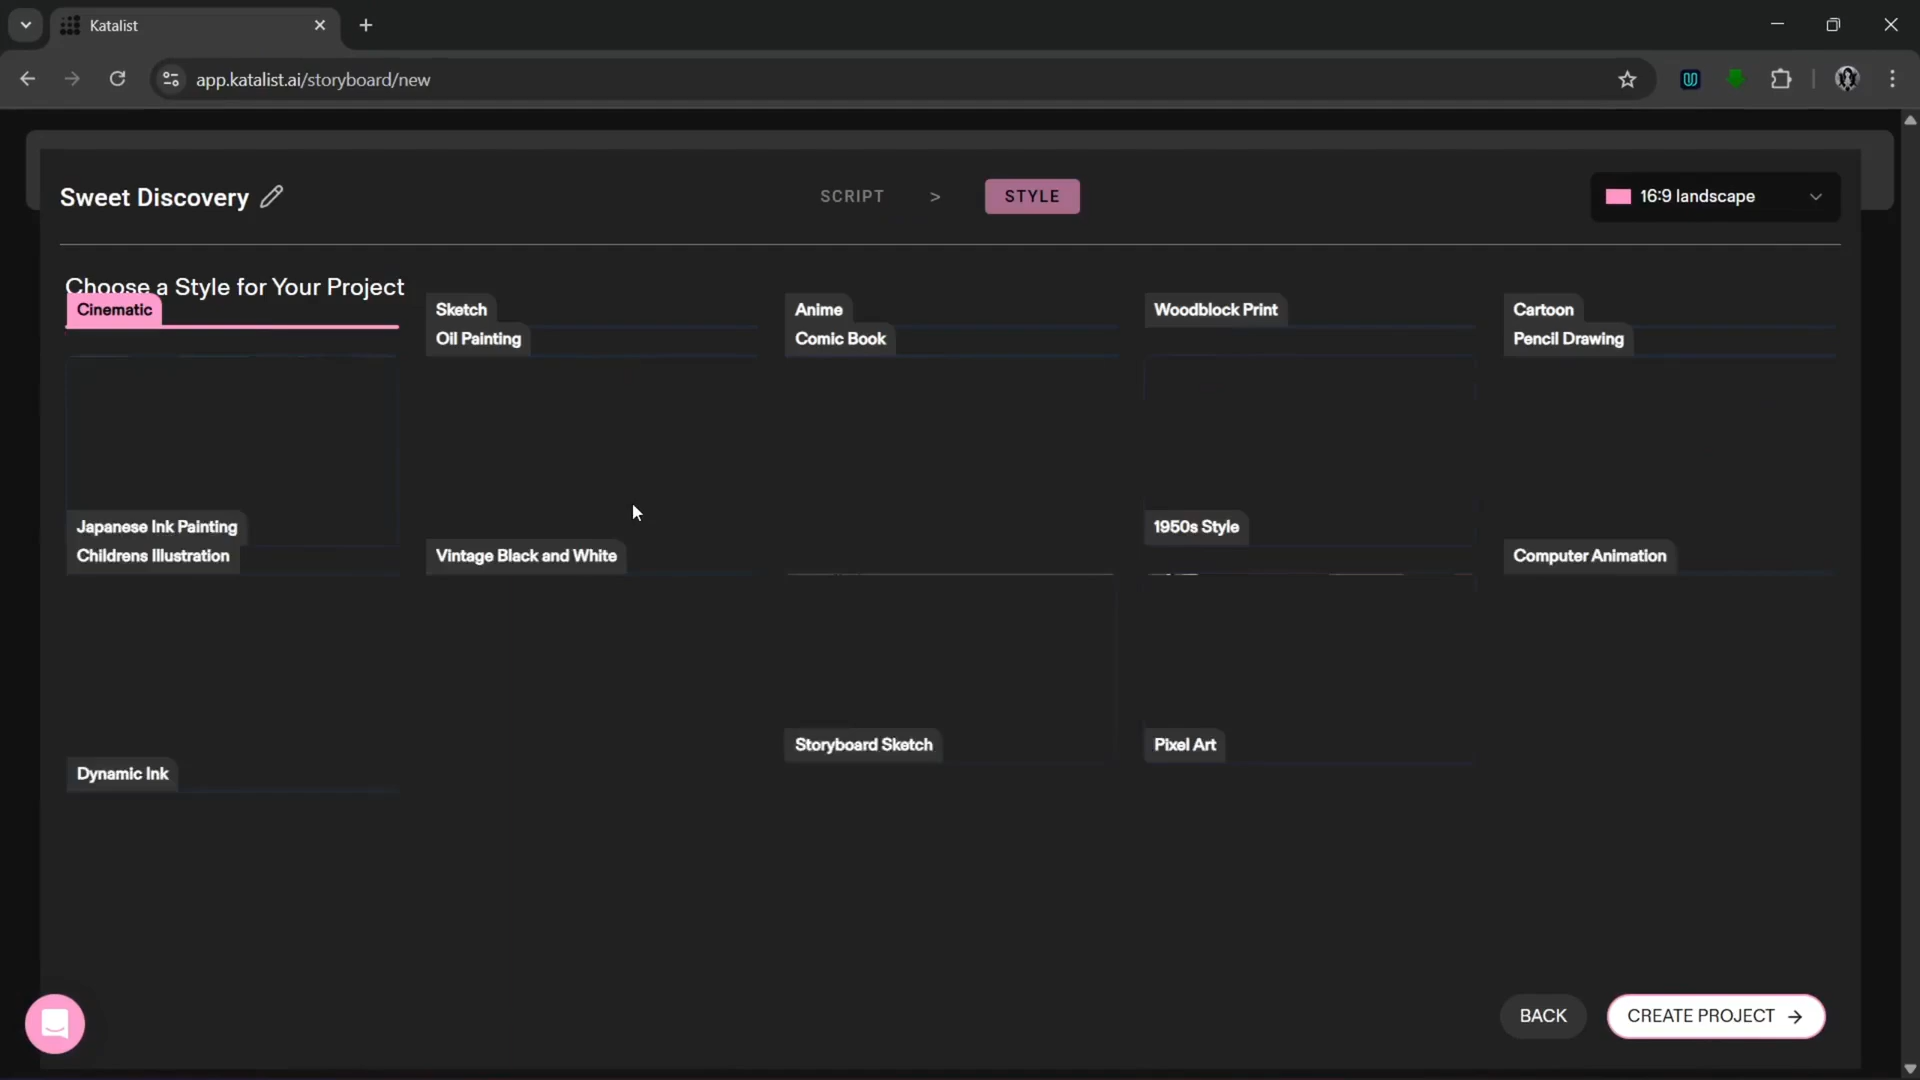 Katalist
app.katalist.ai/storyboard/new
Sweet Discovery
SCRIPT > STYLE
16:9 landscape
Choose a Style for Your Project
Cinematic
Sketch
Anime
Woodblock Print
Cartoon
Oil Painting
Comic Book
Pencil Drawing
Japanese Ink Painting
1950s Style
Childrens Illustration
Vintage Black and White
Computer Animation
Storyboard Sketch
Pixel Art
Dynamic Ink
BACK
CREATE PROJECT →